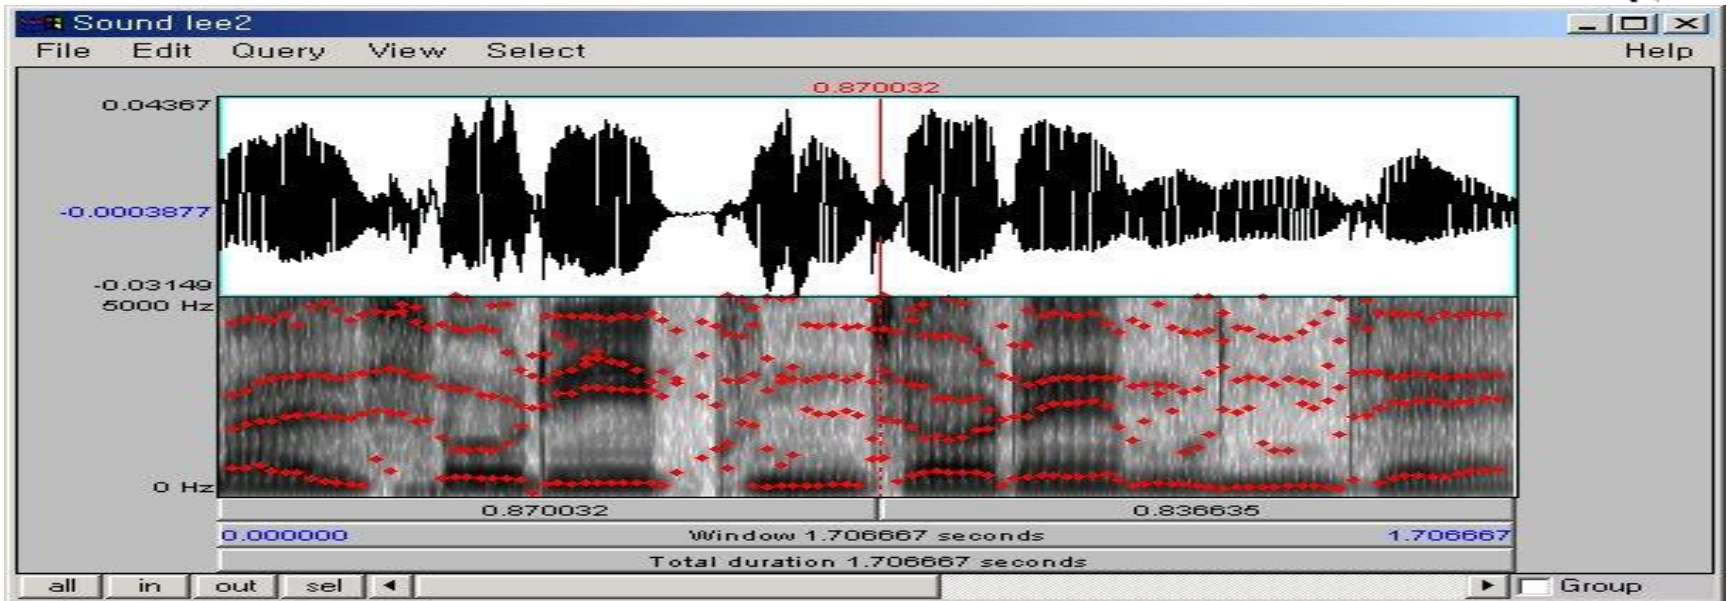 Sound lee2
File Edit Query View Select Help
0.870032
0.04367
-0.0003877
-0.03149
5000 Hz
0 Hz
0.870032 0.836635
0.000000 Window 1.706667 seconds 1.706667
Total duration 1.706667 seconds
all in out sel Group